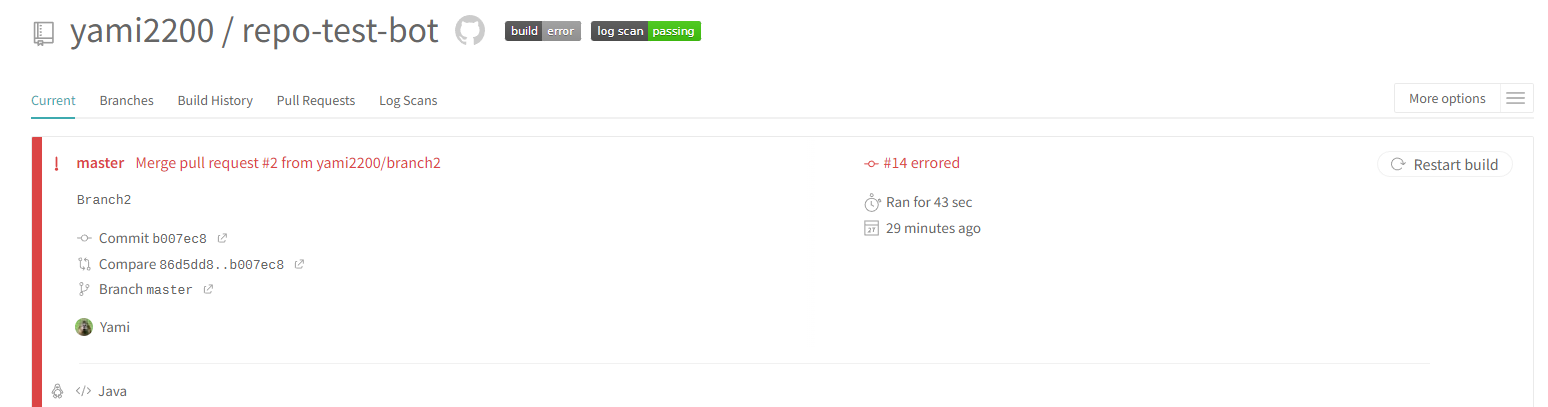 yami2200 / repo-test-bot build error log scan passing
Current Branches Build History Pull Requests Log Scans More options
! master Merge pull request #2 from yami2200/branch2 #14 errored Restart build
Branch2 Ran for 43 sec
29 minutes ago
Commit b007ec8
Compare 86d5dd8..b007ec8
Branch master
Yami
</> Java